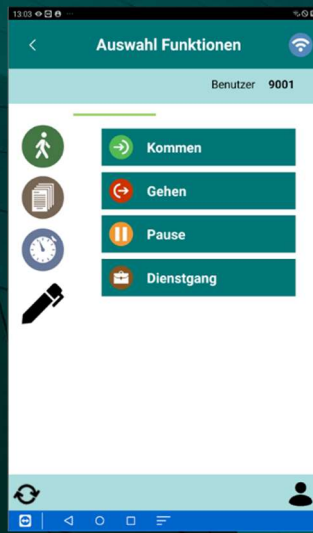 13:03
Auswahl Funktionen
Benutzer 9001
Kommen
Gehen
Pause
Dienstgang